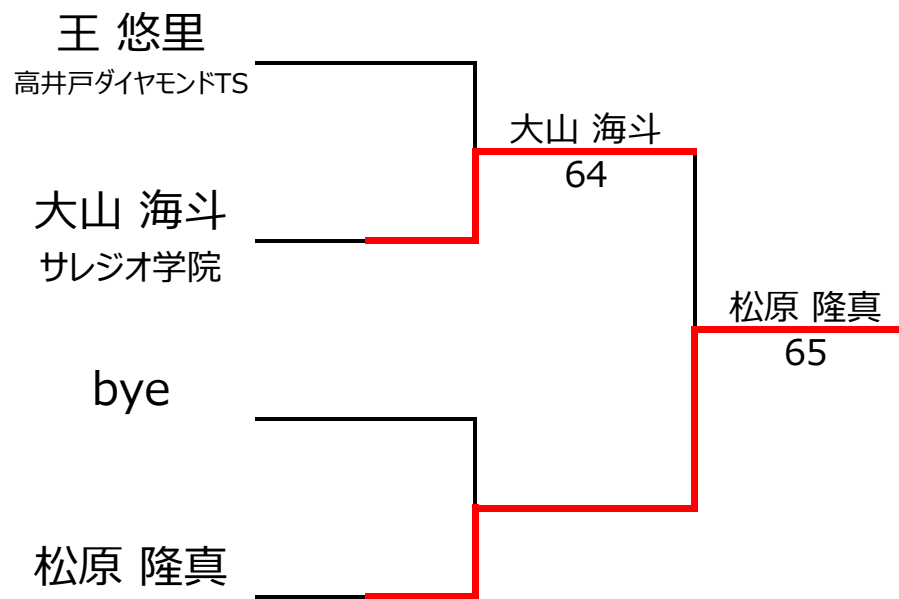 王 悠里
高井戸ダイヤモンドTS
大山 海斗
64
大山 海斗
サレジオ学院
松原 隆真
65
bye
松原 隆真